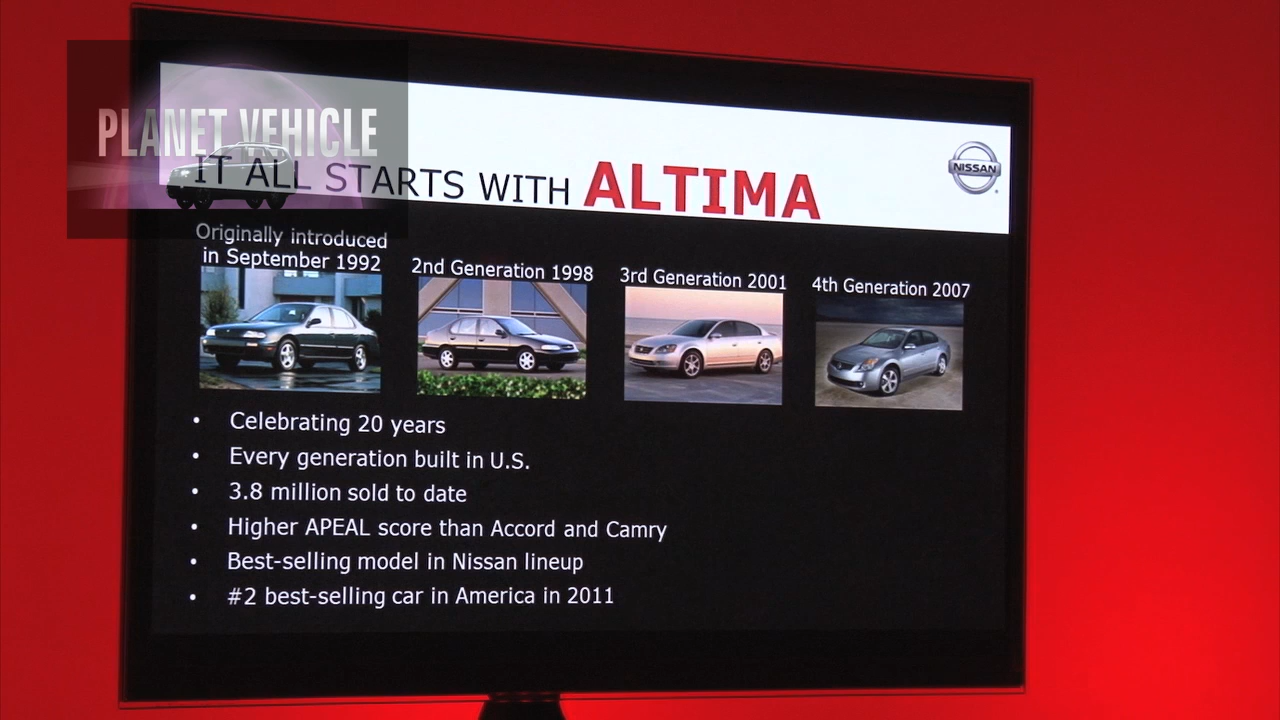 PLANET VEHICLE
IT ALL STARTS WITH ALTIMA
NISSAN
Originally introduced
in September 1992
2nd Generation 1998
3rd Generation 2001
4th Generation 2007
• Celebrating 20 years
• Every generation built in U.S.
• 3.8 million sold to date
• Higher APEAL score than Accord and Camry
• Best-selling model in Nissan lineup
• #2 best-selling car in America in 2011